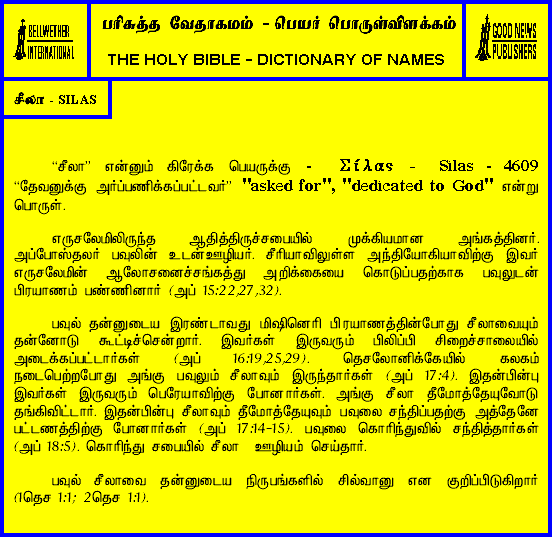 BELLWETHER
INTERNATIONAL
பரிசுத்த வேதாகமம் - பெயர் பொருள்விளக்கம்
THE HOLY BIBLE - DICTIONARY OF NAMES
GOOD NEWS
PUBLISHERS
சீலா - SILAS
“சீலா” என்னும் கிரேக்க பெயருக்கு - Σίλας - Silas - 4609
“தேவனுக்கு அர்ப்பணிக்கப்பட்டவர்” "asked for", "dedicated to God" என்று
பொருள்.
எருசலேமிலிருந்த ஆதித்திருச்சபையில் முக்கியமான அங்கத்தினர்.
அப்போஸ்தலர் பவுலின் உடன்ஊழியர். சீரியாவிலுள்ள அந்தியோகியாவிற்கு இவர்
எருசலேமின் ஆலோசனைச்சங்கத்து அறிக்கையை கொடுப்பதற்காக பவுலுடன்
பிரயாணம் பண்ணினார் (அப் 15:22,27,32).
பவுல் தன்னுடைய இரண்டாவது மிஷினெரி பிரயாணத்தின்போது சீலாவையும்
தன்னோடு கூட்டிச்சென்றார். இவர்கள் இருவரும் பிலிப்பி சிறைச்சாலையில்
அடைக்கப்பட்டார்கள் (அப் 16:19,25,29). தெசலோனிக்கேயில் கலகம்
நடைபெற்றபோது அங்கு பவுலும் சீலாவும் இருந்தார்கள் (அப் 17:4). இதன்பின்பு
இவர்கள் இருவரும் பெரேயாவிற்கு போனார்கள். அங்கு சீலா தீமோத்தேயுவோடு
தங்கிவிட்டார். இதன்பின்பு சீலாவும் தீமோத்தேயுவும் பவுலை சந்திப்பதற்கு அத்தேனே
பட்டணத்திற்கு போனார்கள் (அப் 17:14-15). பவுலை கொரிந்துவில் சந்தித்தார்கள்
(அப் 18:5). கொரிந்து சபையில் சீலா ஊழியம் செய்தார்.
பவுல் சீலாவை தன்னுடைய நிருபங்களில் சில்வானு என குறிப்பிடுகிறார்
(1தெச 1:1; 2தெச 1:1).